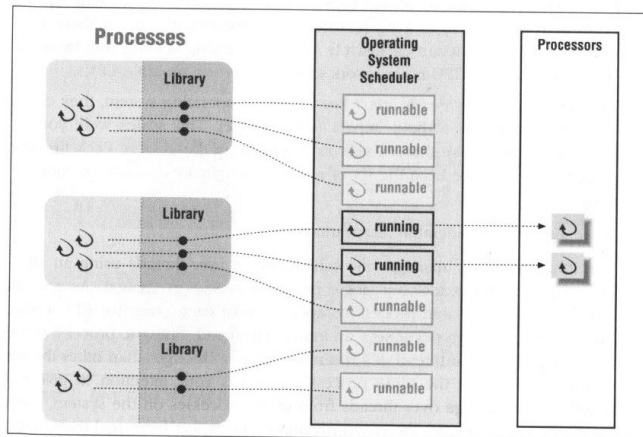 Processes
Library
Library
Library
Operating
System
Scheduler
runnable
runnable
runnable
running
running
runnable
runnable
runnable
Processors